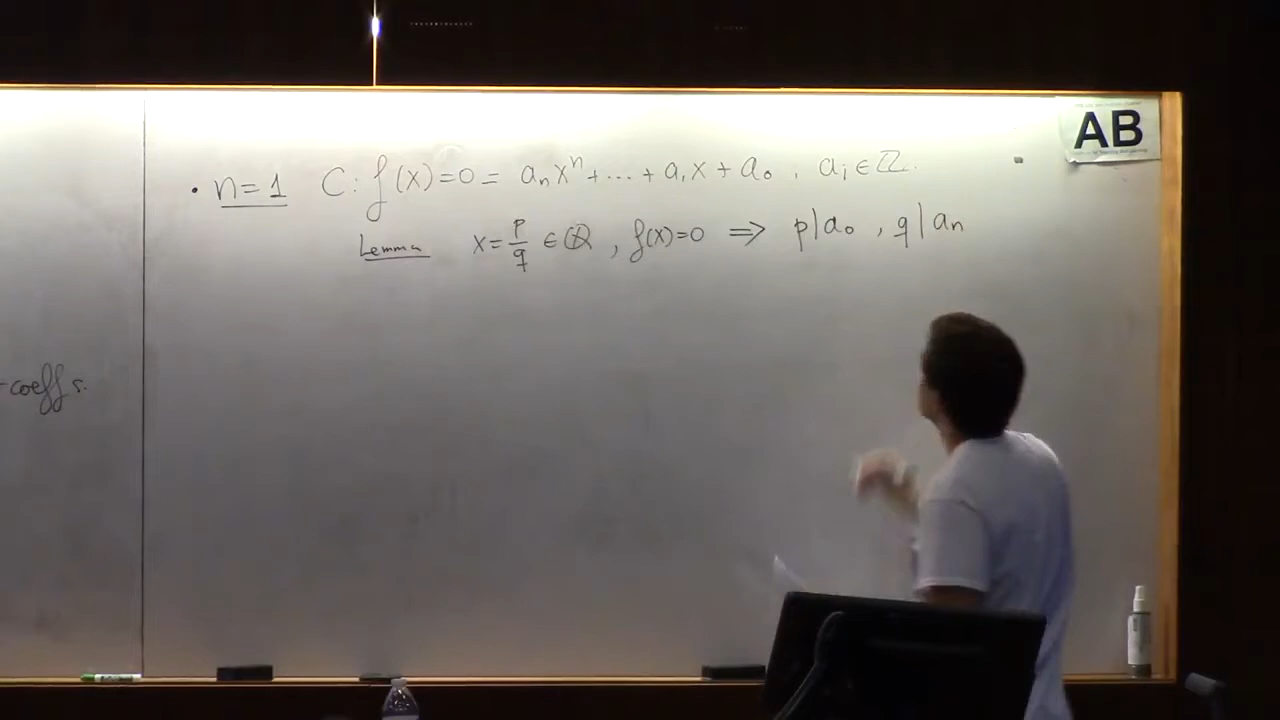 AB
• n=1 C: f(x)=0 = aₙxⁿ+...+a₁x+a₀, aᵢ∈ℤ.
Lemma x=p/q ∈ℚ, f(x)=0 ⟹ p|a₀, q|aₙ
-coeffs.